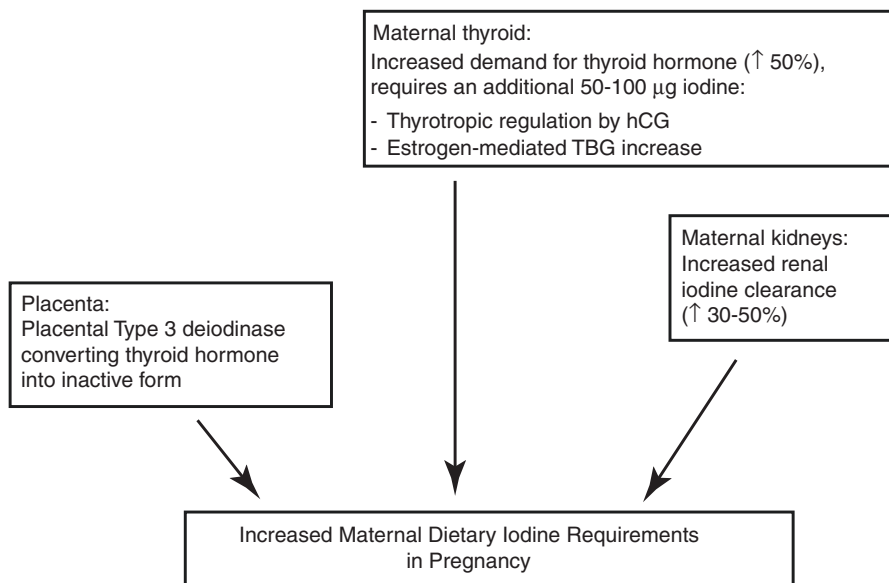 Maternal thyroid:
Increased demand for thyroid hormone (↑ 50%),
requires an additional 50-100 μg iodine:
- Thyrotropic regulation by hCG
- Estrogen-mediated TBG increase
Maternal kidneys:
Increased renal
iodine clearance
(↑ 30-50%)
Placenta:
Placental Type 3 deiodinase
converting thyroid hormone
into inactive form
Increased Maternal Dietary Iodine Requirements
in Pregnancy